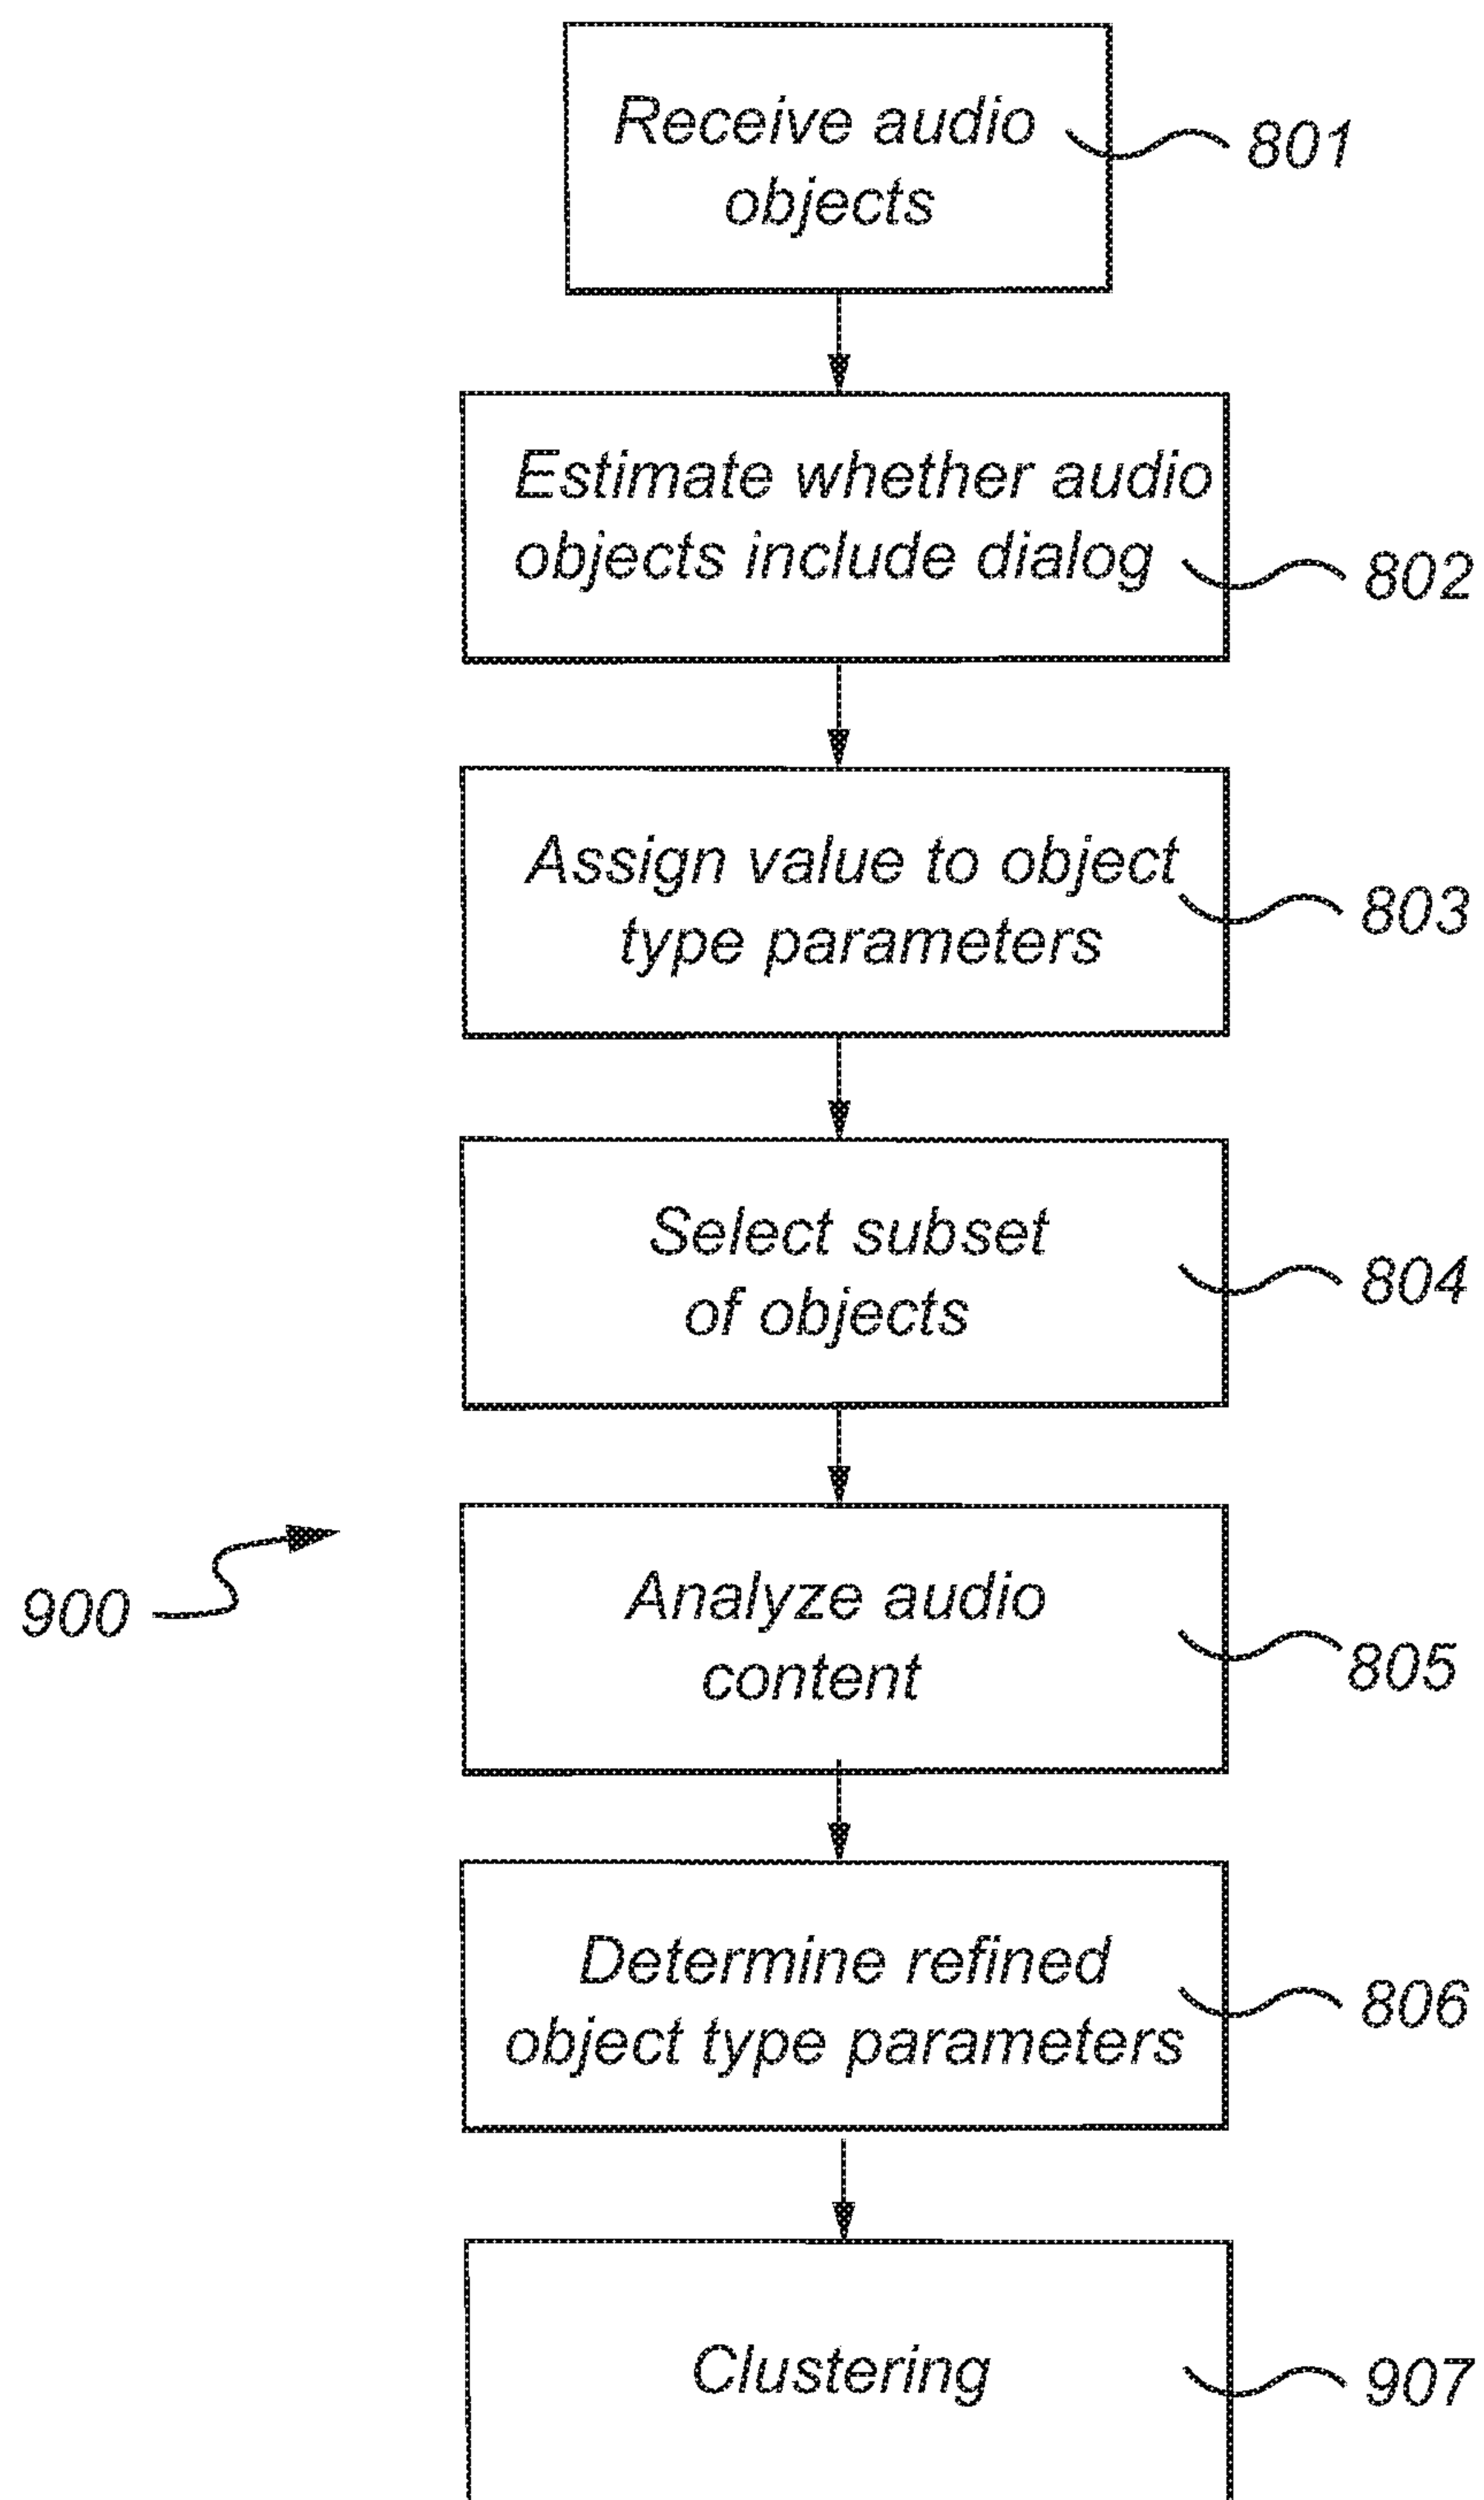 Receive audio
objects
801
Estimate whether audio
objects include dialog
802
Assign value to object
type parameters
803
Select subset
of objects
804
Analyze audio
content
805
900
Determine refined
object type parameters
806
Clustering
907